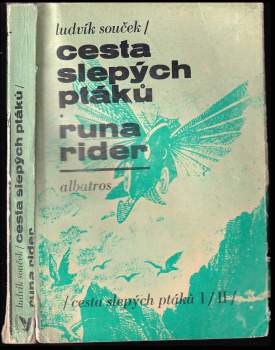 ludvík souček/
cesta
slepých
ptáků
runa
rider
albatros
/cesta slepých ptáků I/II/
ludvík souček/ cesta slepých ptáků/
runa rider